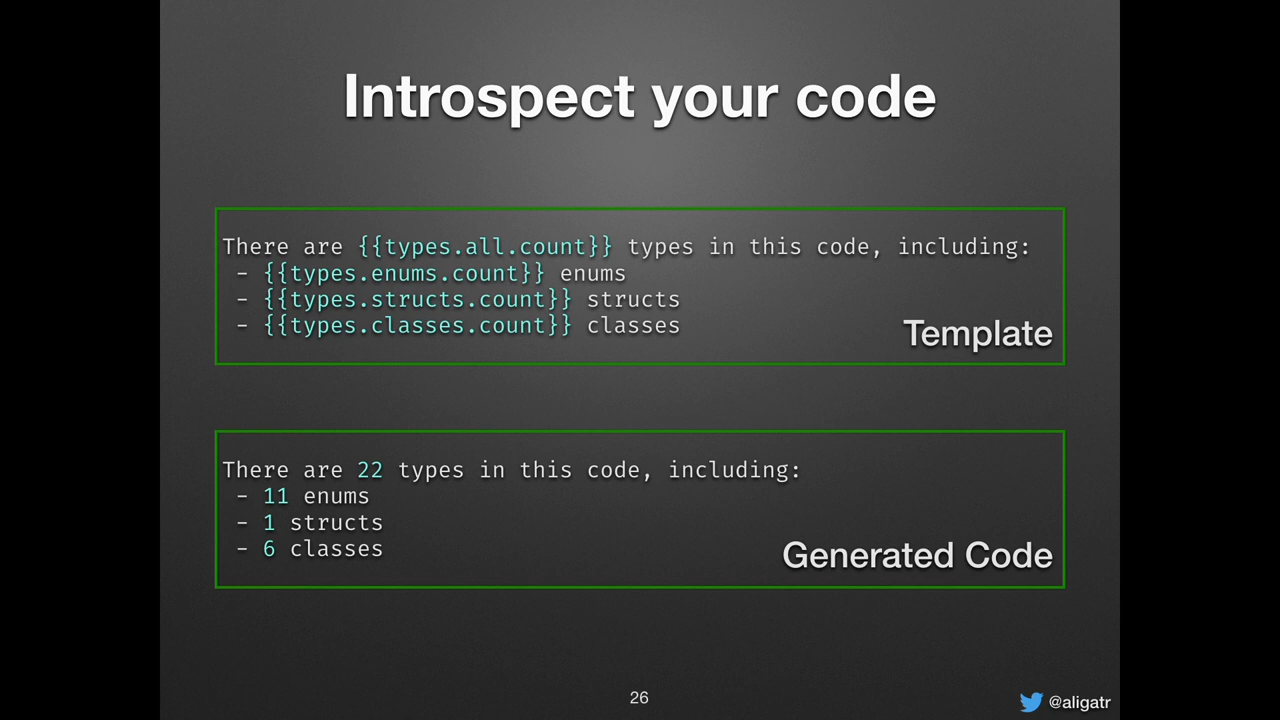 Introspect your code
There are {{types.all.count}} types in this code, including:
- {{types.enums.count}} enums
- {{types.structs.count}} structs
- {{types.classes.count}} classes
Template
There are 22 types in this code, including:
- 11 enums
- 1 structs
- 6 classes
Generated Code
26
@aligatr